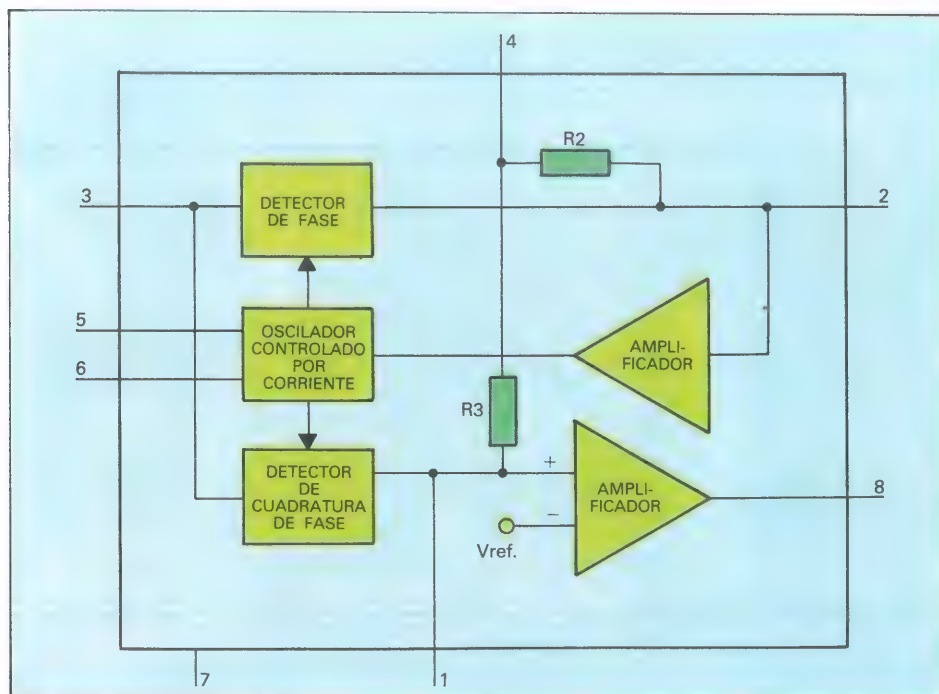 4
R2
3
DETECTOR
DE FASE
2
5
OSCILADOR
CONTROLADO
POR
CORRIENTE
6
AMPLI-
FICADOR
R3
DETECTOR
DE
CUADRATURA
DE FASE
+
AMPLI-
FICADOR
8
−
Vref.
7
1